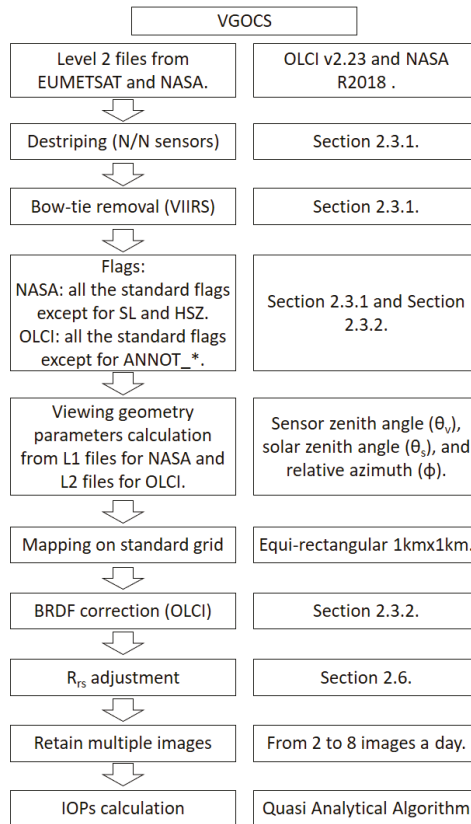 VGOCS
Level 2 files from
EUMETSAT and NASA.
OLCI v2.23 and NASA
R2018 .
Destriping (N/N sensors)
Section 2.3.1.
Bow-tie removal (VIIRS)
Section 2.3.1.
Flags:
NASA: all the standard flags
except for SL and HSZ.
OLCI: all the standard flags
except for ANNOT_*.
Section 2.3.1 and Section
2.3.2.
Viewing geometry
parameters calculation
from L1 files for NASA and
L2 files for OLCI.
Sensor zenith angle (θv),
solar zenith angle (θs), and
relative azimuth (ϕ).
Mapping on standard grid
Equi-rectangular 1kmx1km.
BRDF correction (OLCI)
Section 2.3.2.
Rrs adjustment
Section 2.6.
Retain multiple images
From 2 to 8 images a day.
IOPs calculation
Quasi Analytical Algorithm